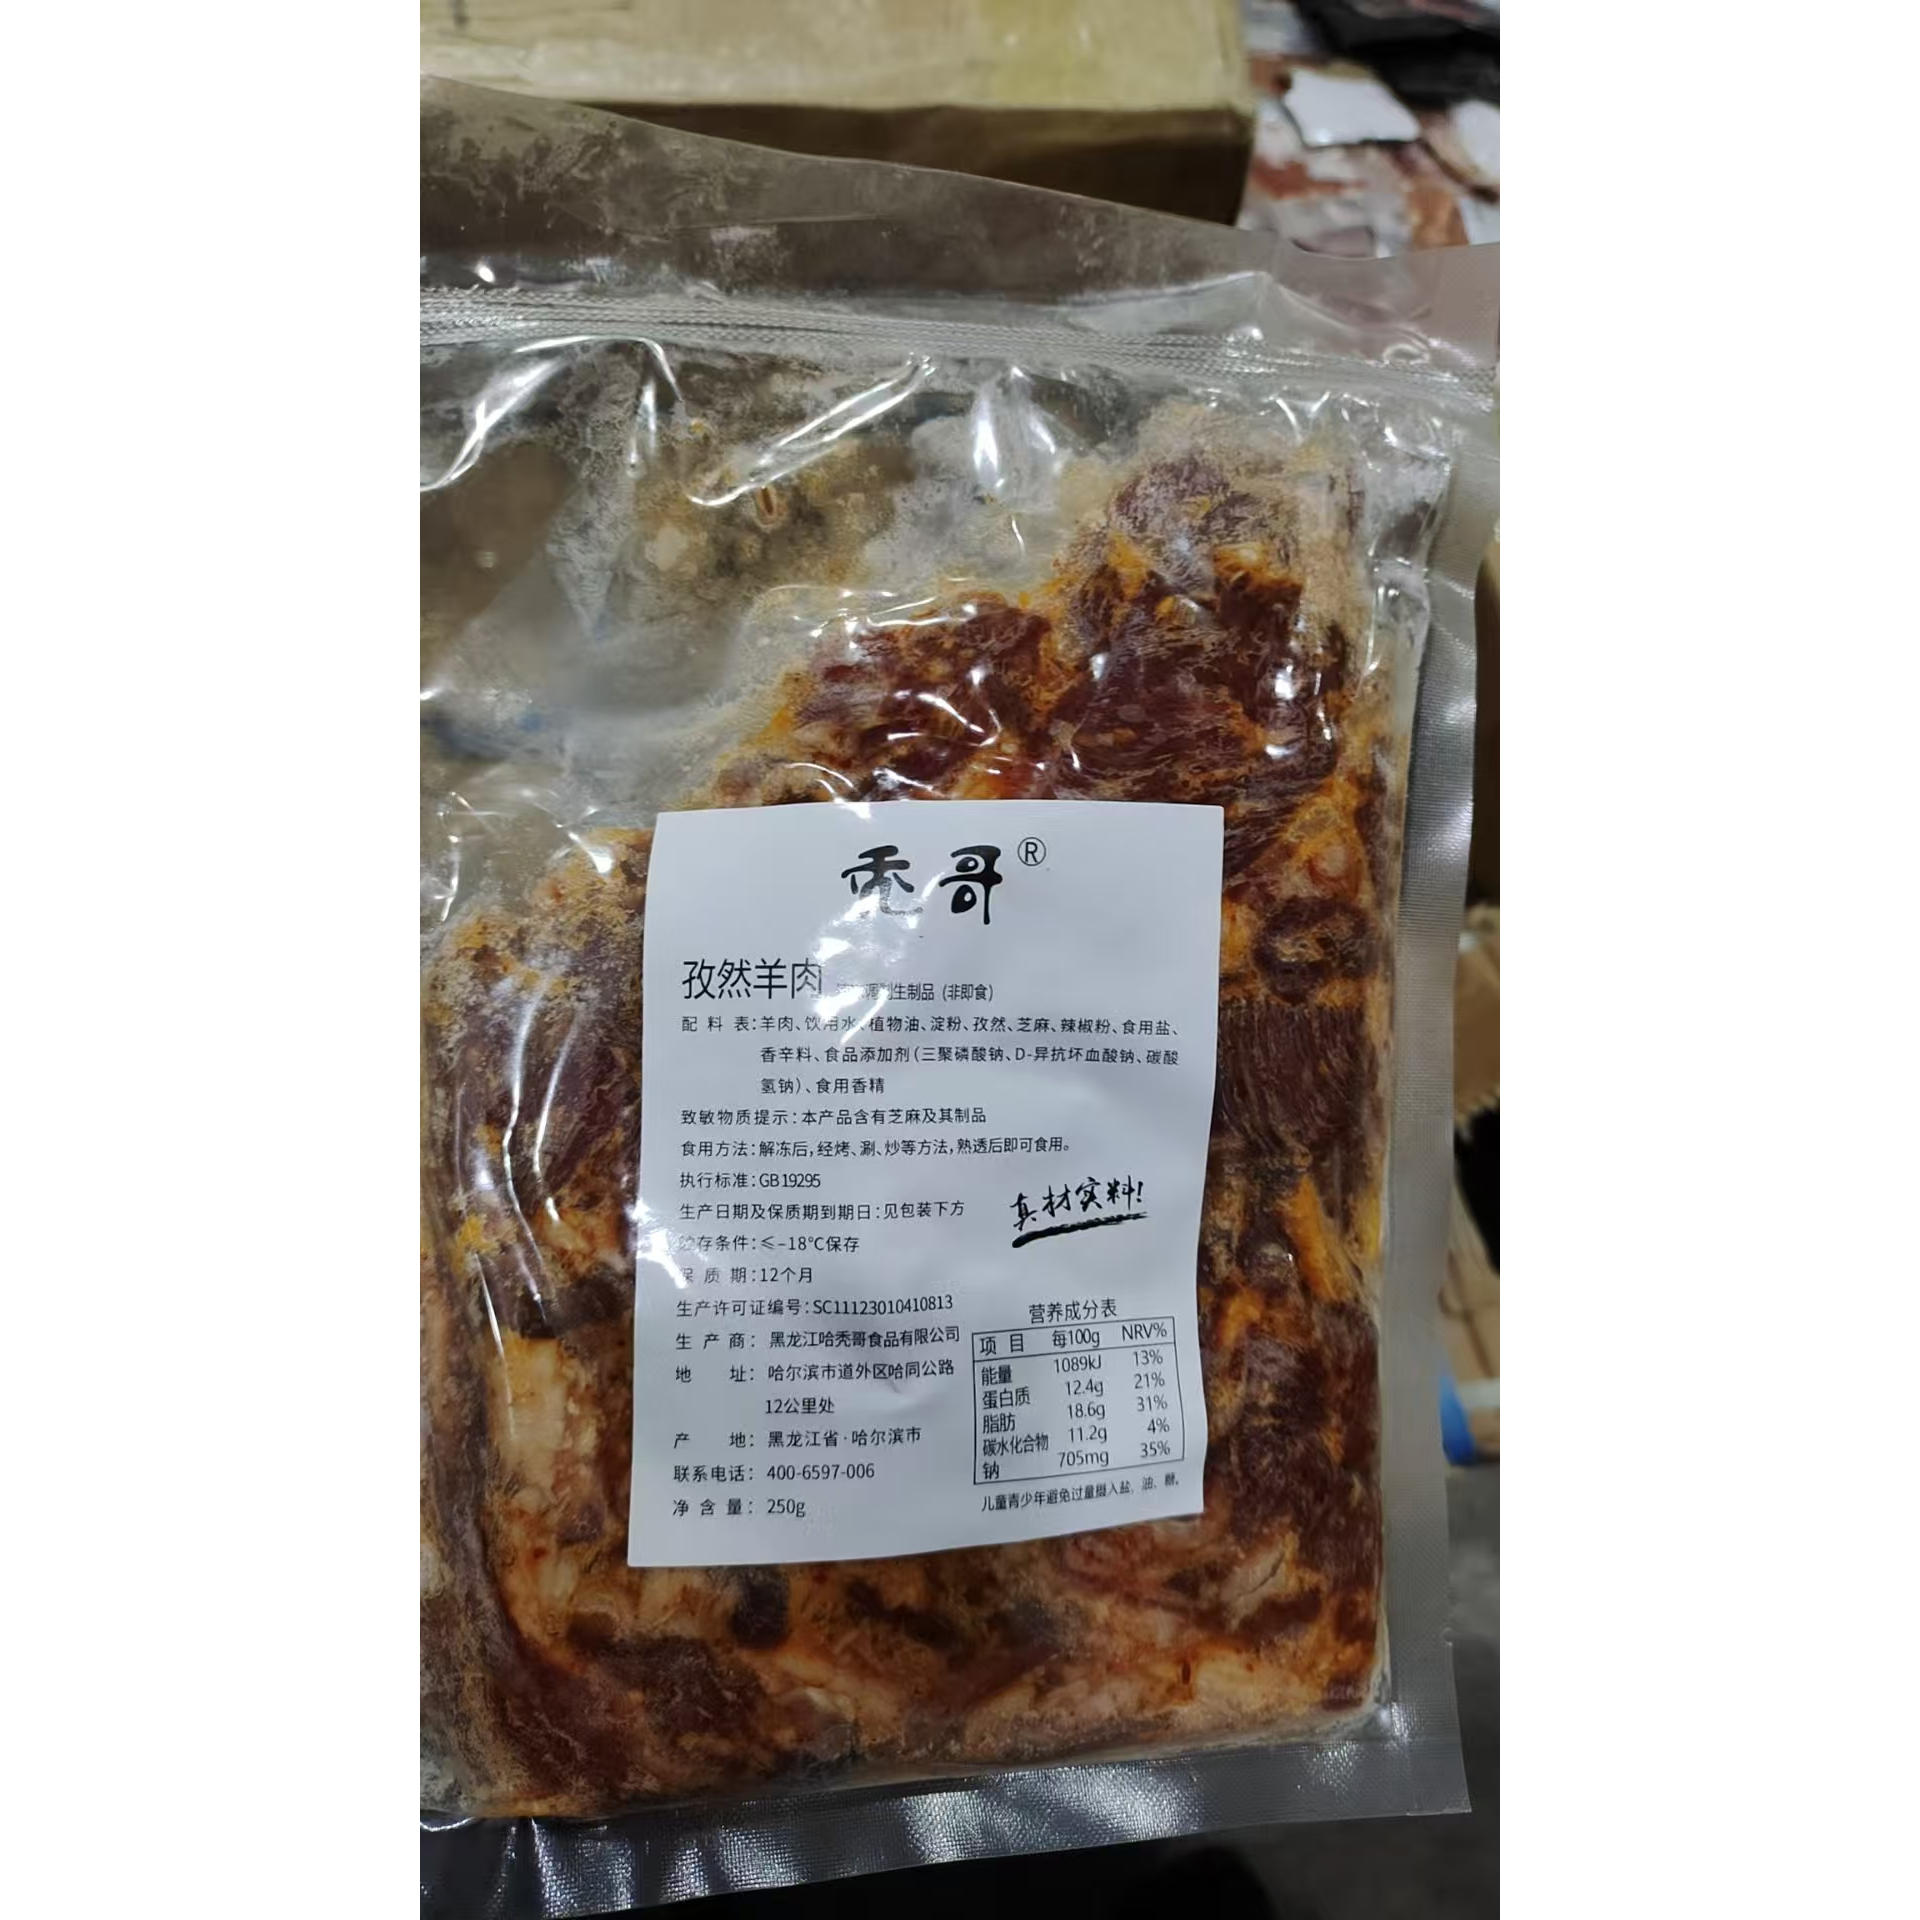 秃哥®
孜然羊肉 调制生制品（非即食）
配料表：羊肉、饮用水、植物油、淀粉、孜然、芝麻、辣椒粉、食用盐、
香辛料、食品添加剂（三聚磷酸钠、D-异抗坏血酸钠、碳酸
氢钠）、食用香精
致敏物质提示：本产品含有芝麻及其制品
食用方法：解冻后，经烤、涮、炒等方法，熟透后即可食用。
执行标准：GB 19295
生产日期及保质期到期日：见包装下方
真材实料！
贮存条件：≤-18℃保存
保质期：12个月
生产许可证编号：SC11123010410813
生产商：黑龙江哈秃哥食品有限公司
地址：哈尔滨市道外区哈同公路
12公里处
产地：黑龙江省·哈尔滨市
联系电话：400-6597-006
净含量：250g
营养成分表
项目 每100g NRV%
能量 1089kJ 13%
蛋白质 12.4g 21%
脂肪 18.6g 31%
碳水化合物 11.2g 4%
钠 705mg 35%
儿童青少年避免过量摄入盐、油、糖。